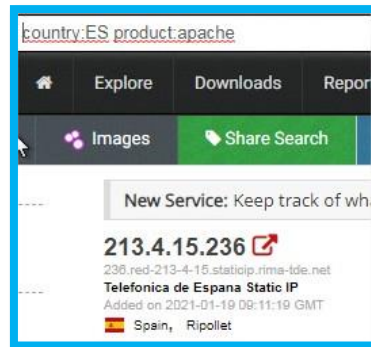 country:ES product:apache
Explore Downloads Repor
Images Share Search
New Service: Keep track of wh
213.4.15.236
236.red-213-4-15.staticip.rima-tde.net
Telefonica de Espana Static IP
Added on 2021-01-19 09:11:19 GMT
Spain, Ripollet